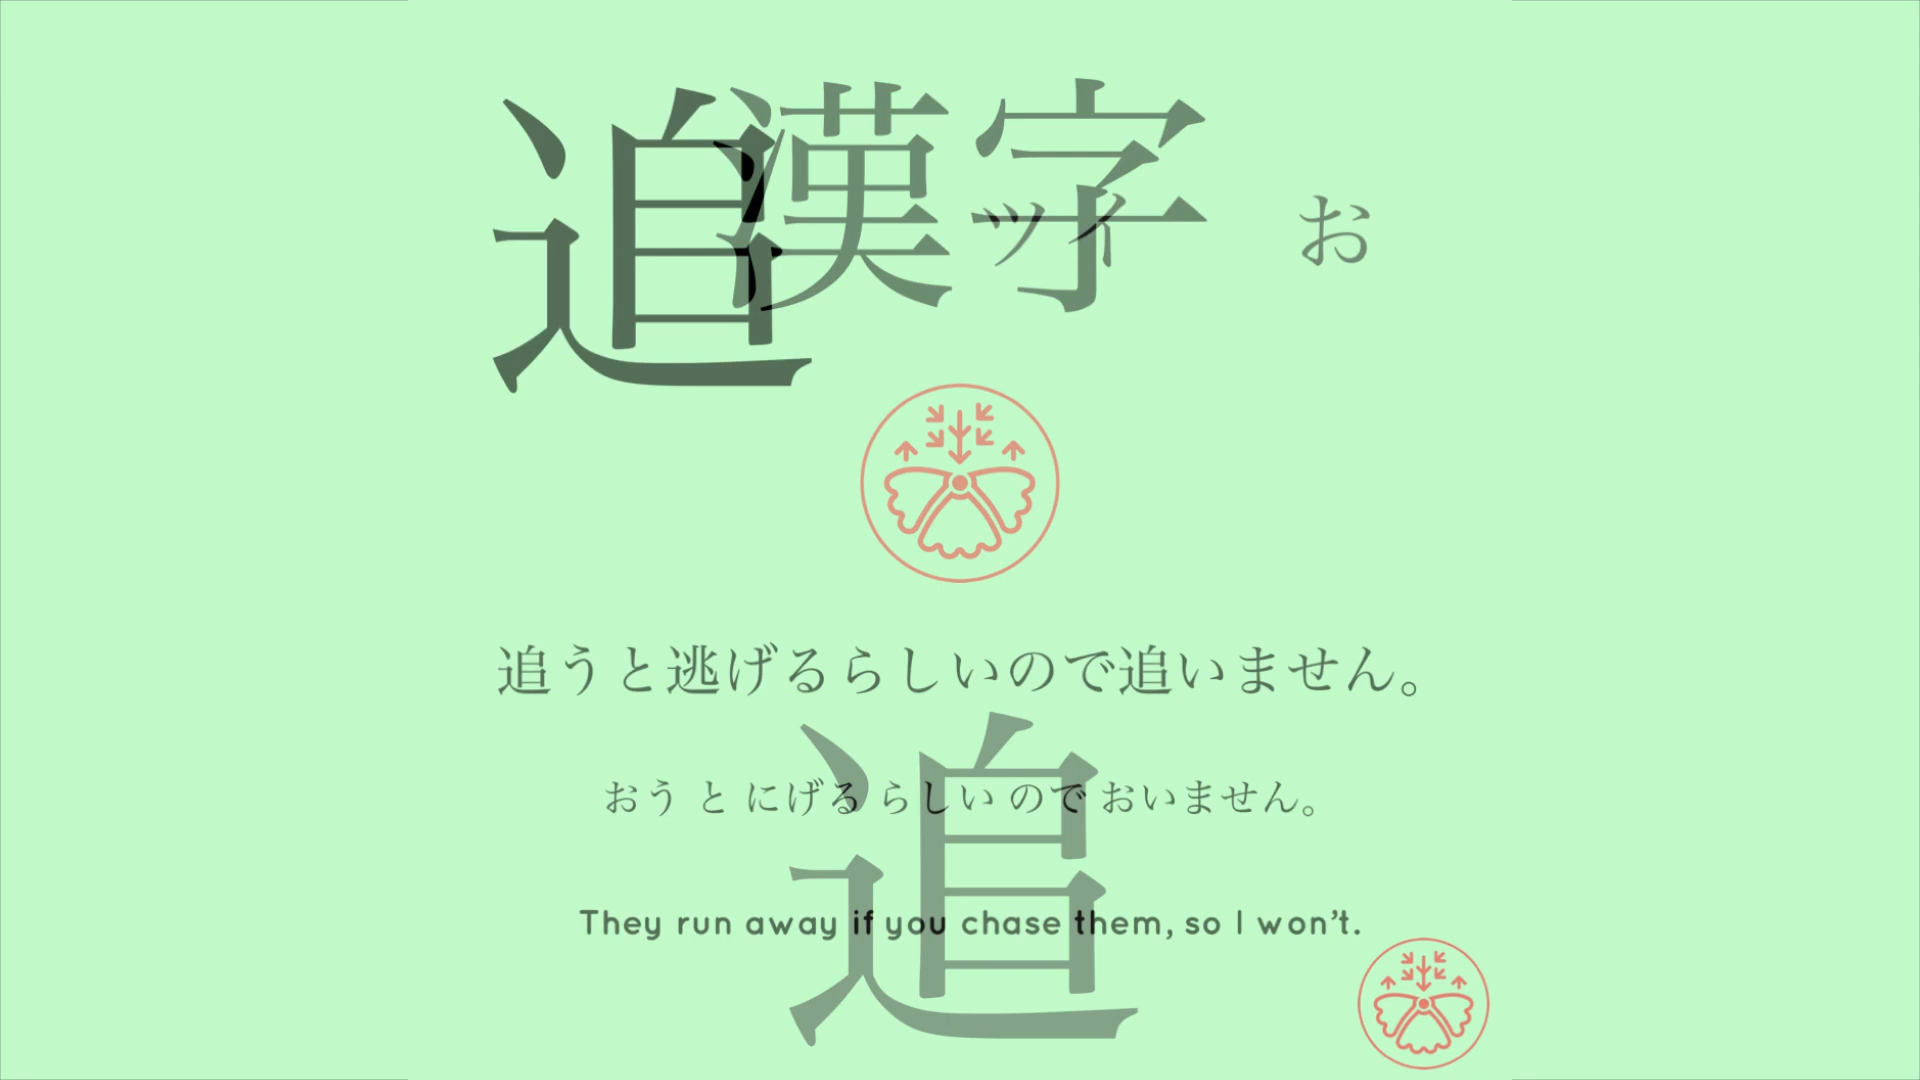 追 漢字
ツイ お
追うと逃げるらしいので追いません。
追
おう と にげる らしい ので おいません。
They run away if you chase them, so I won't.